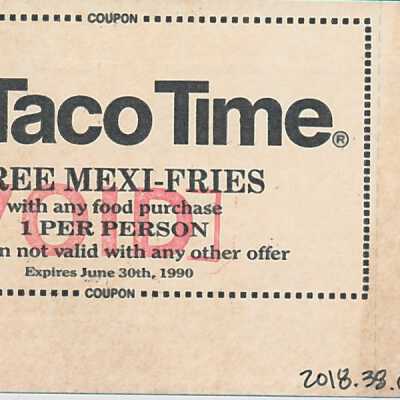 COUPON
Taco Time®
REE MEXI-FRIES
with any food purchase
1 PER PERSON
n not valid with any other offer
Expires June 30th, 1990
VOID!
COUPON
2018.38.